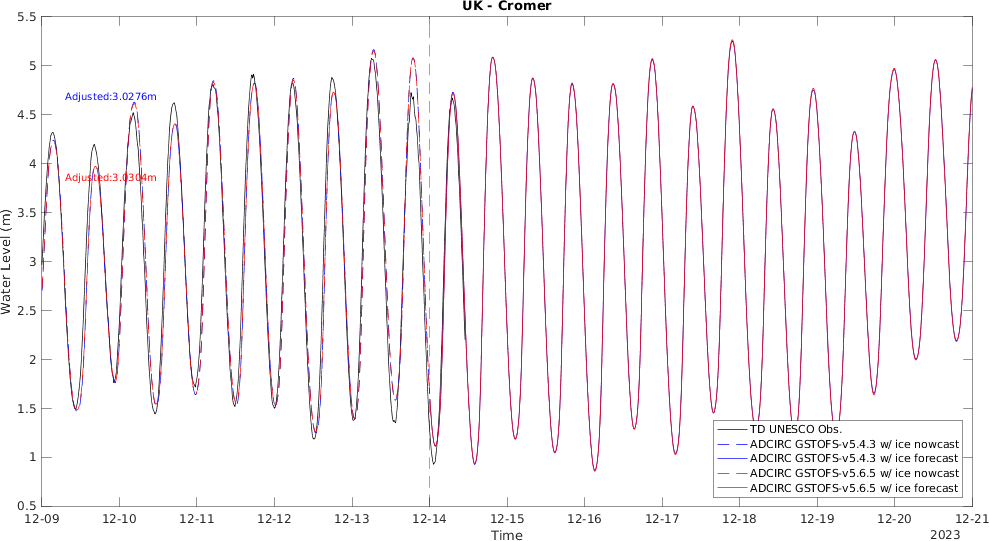 UK - Cromer
5.5
5
4.5
4
3.5
3
2.5
2
1.5
1
0.5
Water Level (m)
Adjusted:3.0276m
Adjusted:3.0304m
TD UNESCO Obs.
ADCIRC GSTOFS-v5.4.3 w/ ice nowcast
ADCIRC GSTOFS-v5.4.3 w/ ice forecast
ADCIRC GSTOFS-v5.6.5 w/ ice nowcast
ADCIRC GSTOFS-v5.6.5 w/ ice forecast
12-09 12-10 12-11 12-12 12-13 12-14 12-15 12-16 12-17 12-18 12-19 12-20 12-21
Time
2023